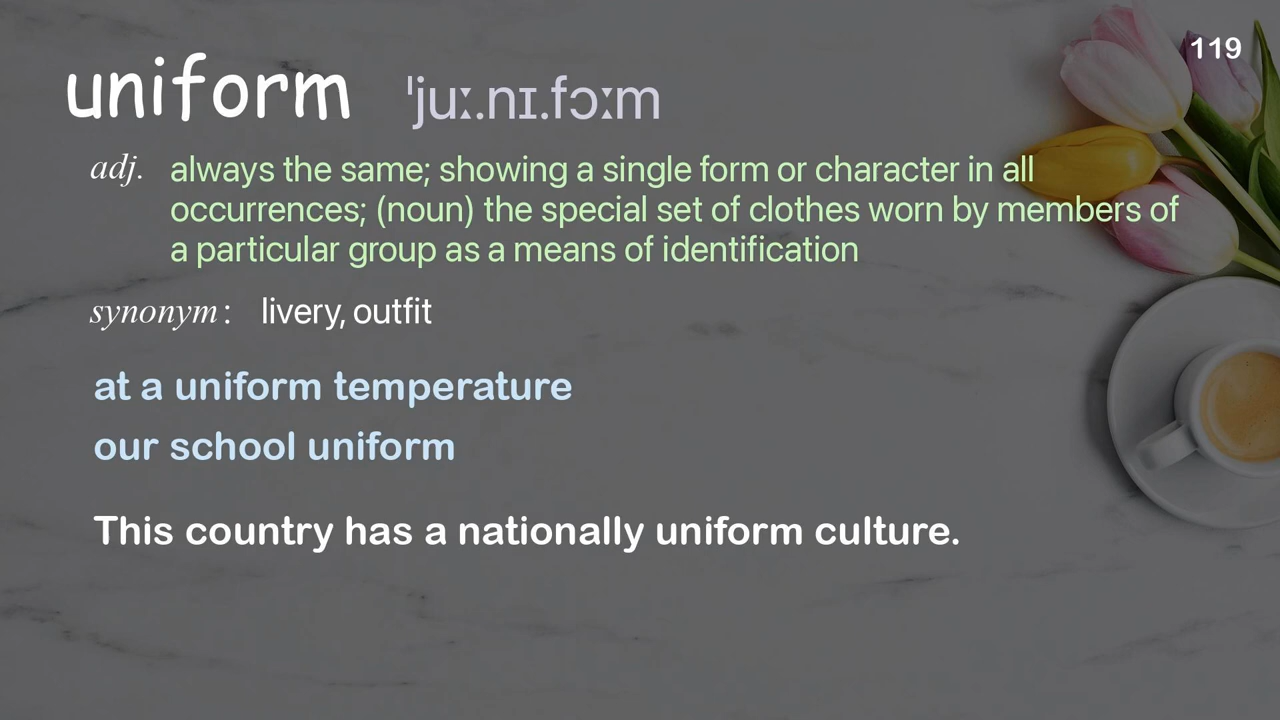 119
uniform ˈjuː.nɪ.fɔːm
adj. always the same; showing a single form or character in all
occurrences; (noun) the special set of clothes worn by members of
a particular group as a means of identification
synonym: livery, outfit
at a uniform temperature
our school uniform
This country has a nationally uniform culture.